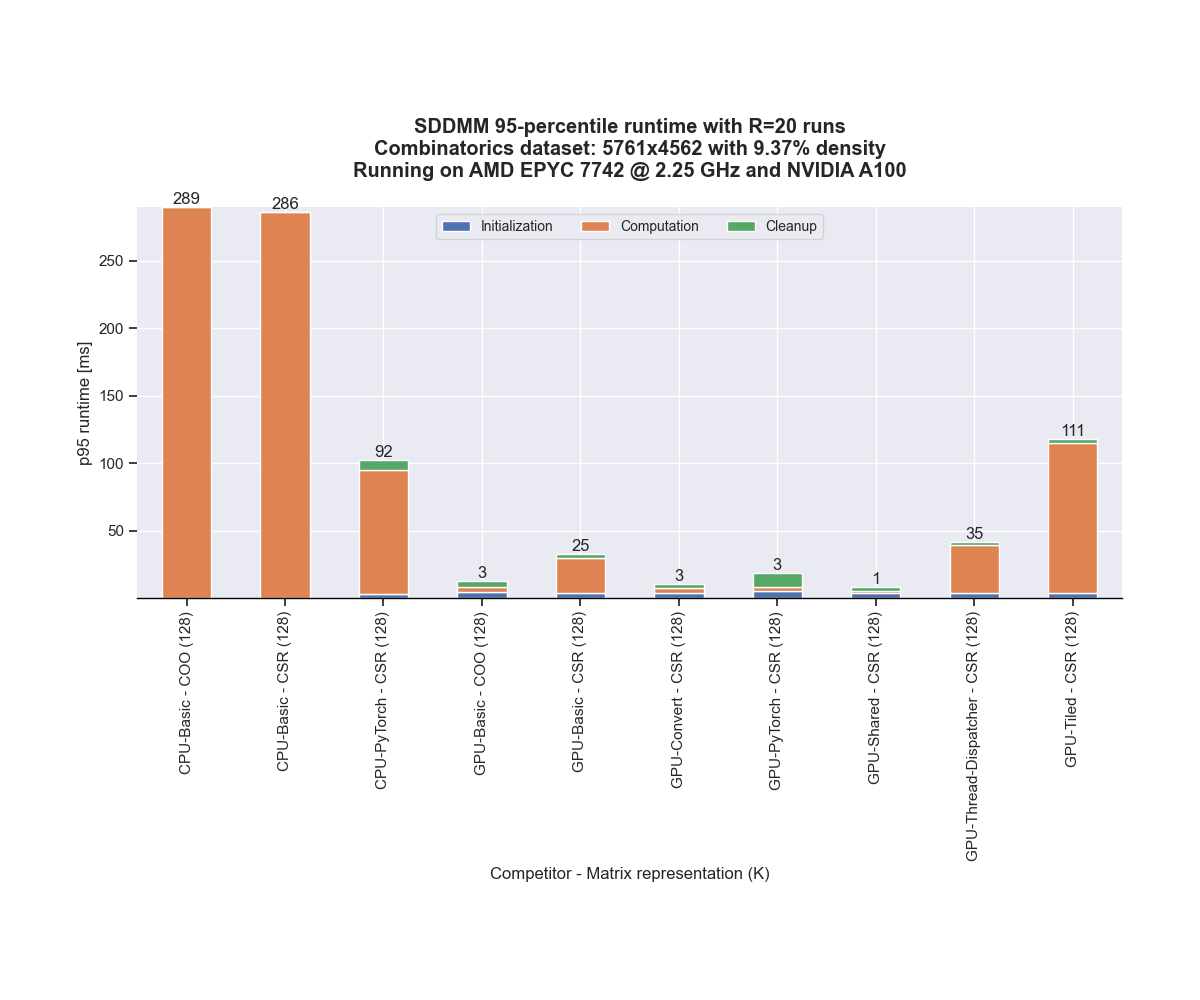 SDDMM 95-percentile runtime with R=20 runs
Combinatorics dataset: 5761x4562 with 9.37% density
Running on AMD EPYC 7742 @ 2.25 GHz and NVIDIA A100
Initialization Computation Cleanup
289
286
92
3
25
3
3
1
35
111
p95 runtime [ms]
250
200
150
100
50
CPU-Basic - COO (128)
CPU-Basic - CSR (128)
CPU-PyTorch - CSR (128)
GPU-Basic - COO (128)
GPU-Basic - CSR (128)
GPU-Convert - CSR (128)
GPU-PyTorch - CSR (128)
GPU-Shared - CSR (128)
GPU-Thread-Dispatcher - CSR (128)
GPU-Tiled - CSR (128)
Competitor - Matrix representation (K)